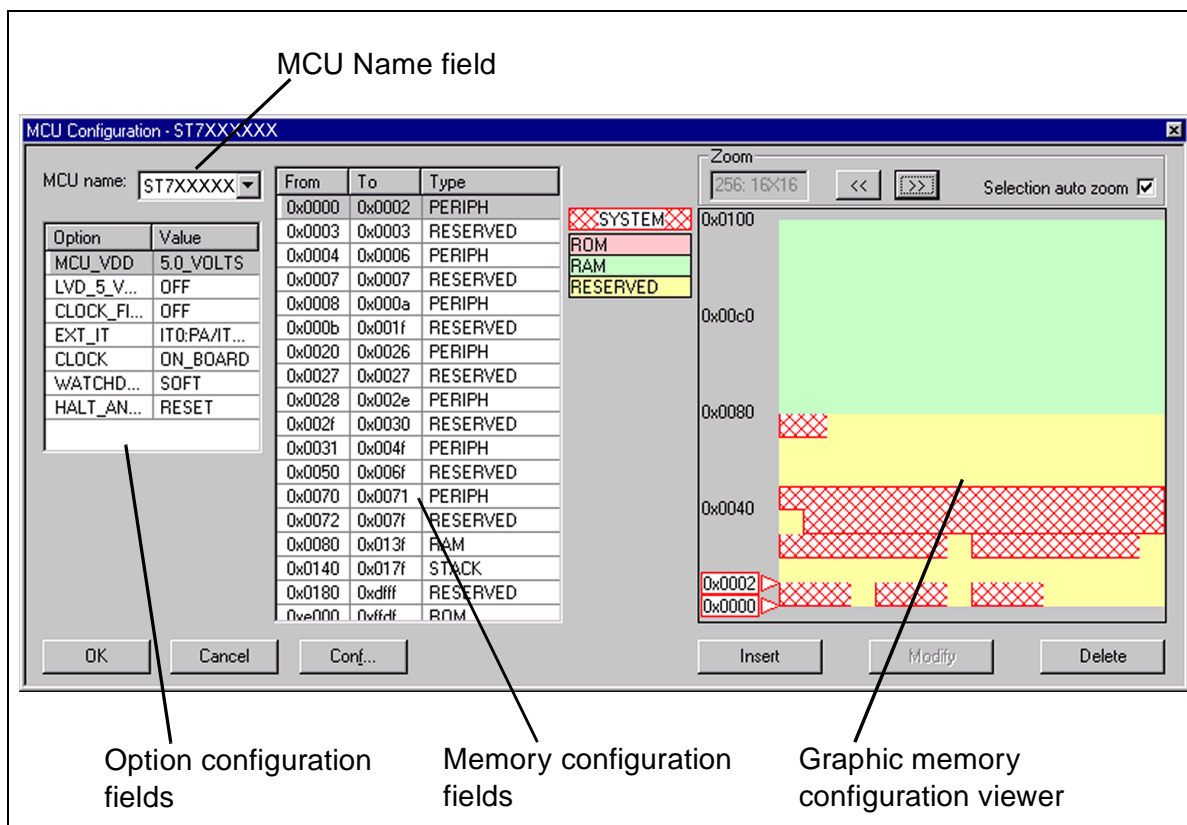 MCU Name field
MCU Configuration - ST7XXXXXX
MCU name: ST7XXXXX
Option Value
MCU_VDD 5.0_VOLTS
LVD_5_V... OFF
CLOCK_FI... OFF
EXT_IT IT0:PA/IT...
CLOCK ON_BOARD
WATCHD... SOFT
HALT_AN... RESET
From To Type
0x0000 0x0002 PERIPH
0x0003 0x0003 RESERVED
0x0004 0x0006 PERIPH
0x0007 0x0007 RESERVED
0x0008 0x000a PERIPH
0x000b 0x001f RESERVED
0x0020 0x0026 PERIPH
0x0027 0x0027 RESERVED
0x0028 0x002e PERIPH
0x002f 0x0030 RESERVED
0x0031 0x004f PERIPH
0x0050 0x006f RESERVED
0x0070 0x0071 PERIPH
0x0072 0x007f RESERVED
0x0080 0x013f RAM
0x0140 0x017f STACK
0x0180 0xdfff RESERVED
0xe000 0xffdf ROM
SYSTEM
ROM
RAM
RESERVED
Zoom
256: 16X16 << >> Selection auto zoom
0x0100
0x00c0
0x0080
0x0040
0x0002
0x0000
OK Cancel Conf... Insert Modify Delete
Option configuration
fields
Memory configuration
fields
Graphic memory
configuration viewer